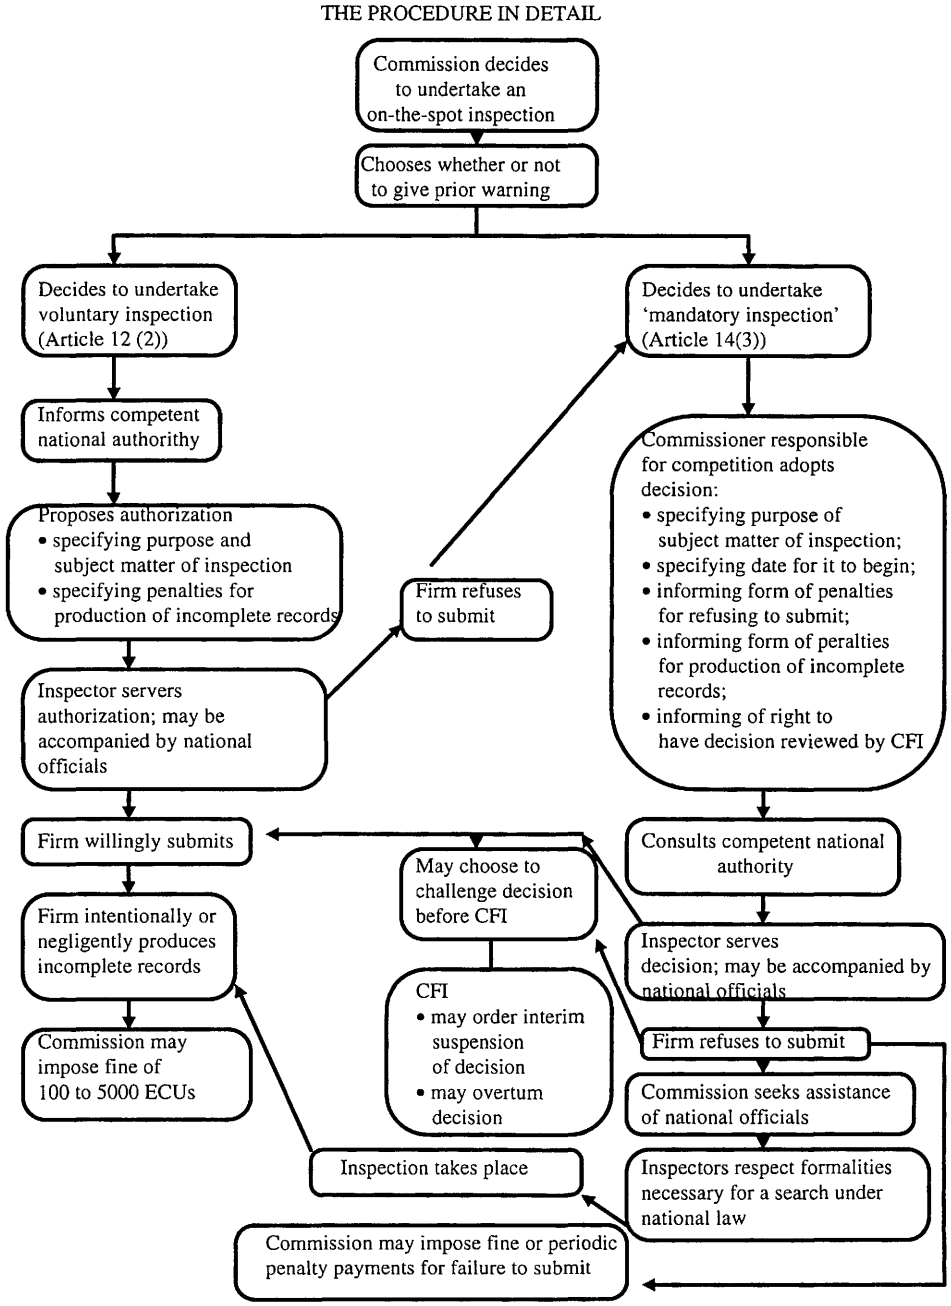 THE PROCEDURE IN DETAIL
Commission decides
to undertake an
on-the-spot inspection
Chooses whether or not
to give prior warning
Decides to undertake
voluntary inspection
(Article 12 (2))
Decides to undertake
‘mandatory inspection’
(Article 14(3))
Informs competent
national authorithy
Proposes authorization
• specifying purpose and
subject matter of inspection
• specifying penalties for
production of incomplete records
Commissioner responsible
for competition adopts
decision:
• specifying purpose of
subject matter of inspection;
• specifying date for it to begin;
• informing form of penalties
for refusing to submit;
• informing form of peralties
for production of incomplete
records;
• informing of right to
have decision reviewed by CFI
Firm refuses
to submit
Inspector servers
authorization; may be
accompanied by national
officials
Firm willingly submits
Consults competent national
authority
May choose to
challenge decision
before CFI
Firm intentionally or
negligently produces
incomplete records
Inspector serves
decision; may be accompanied by
national officials
CFI
• may order interim
suspension
of decision
• may overtum
decision
Commission may
impose fine of
100 to 5000 ECUs
Firm refuses to submit
Commission seeks assistance
of national officials
Inspection takes place
Inspectors respect formalities
necessary for a search under
national law
Commission may impose fine or periodic
penalty payments for failure to submit